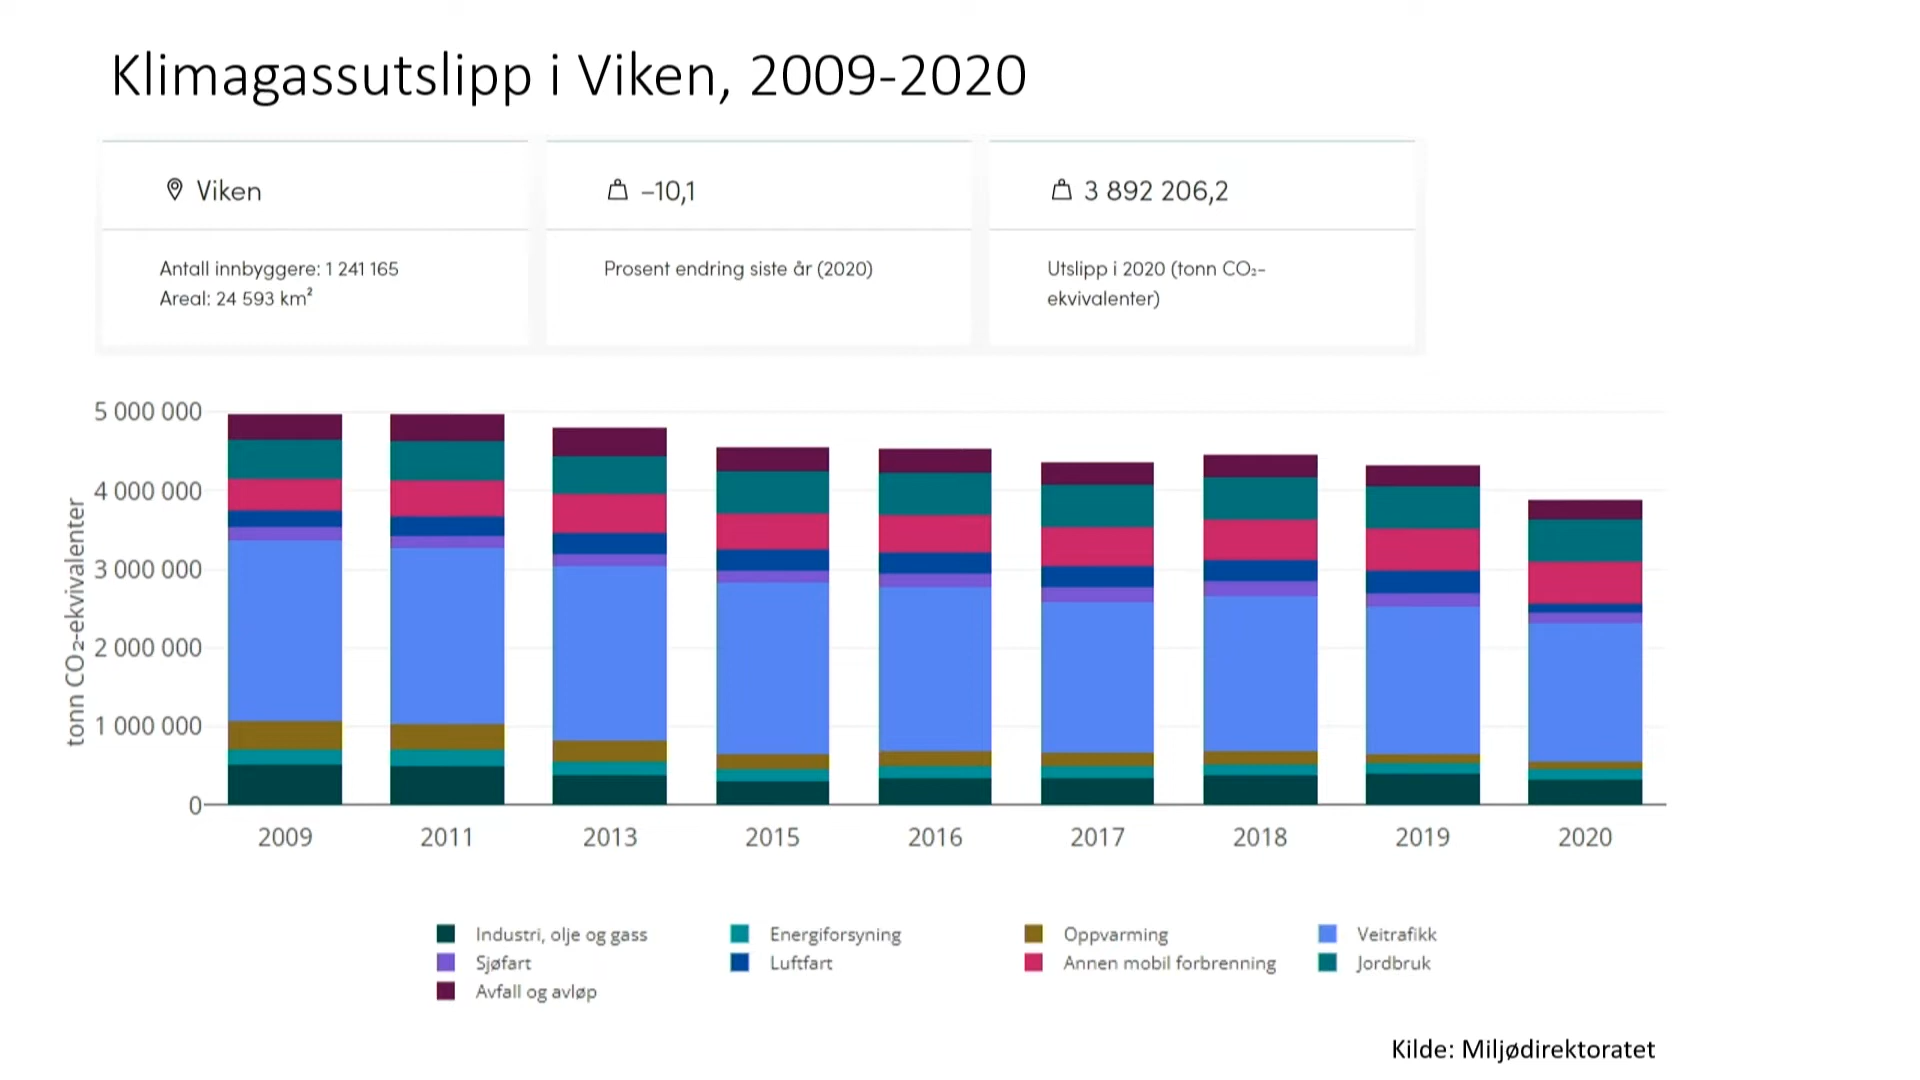 Klimagassutslipp i Viken, 2009-2020
Viken
Antall innbyggere: 1 241 165
Areal: 24 593 km²
–10,1
Prosent endring siste år (2020)
3 892 206,2
Utslipp i 2020 (tonn CO₂-
ekvivalenter)
tonn CO₂-ekvivalenter
5 000 000
4 000 000
3 000 000
2 000 000
1 000 000
0
2009 2011 2013 2015 2016 2017 2018 2019 2020
Industri, olje og gass Energiforsyning Oppvarming Veitrafikk
Sjøfart Luftfart Annen mobil forbrenning Jordbruk
Avfall og avløp
Kilde: Miljødirektoratet